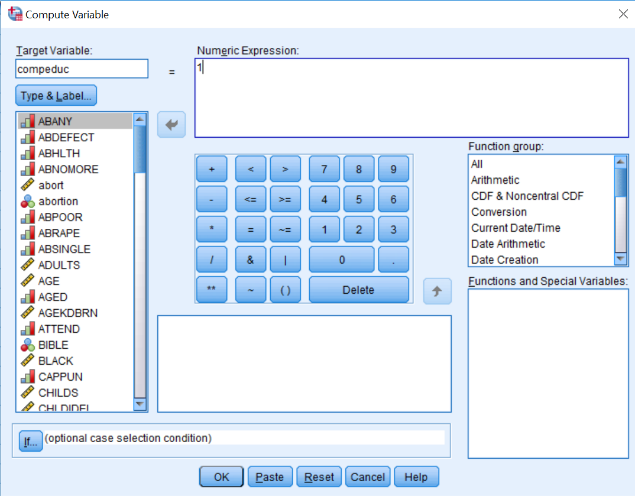 Compute Variable
Target Variable:
compeduc
=
Numeric Expression:
1
Type & Label...
ABANY
ABDEFECT
ABHLTH
ABNOMORE
abort
abortion
ABPOOR
ABRAPE
ABSINGLE
ADULTS
AGE
AGED
AGEKDBRN
ATTEND
BIBLE
BLACK
CAPPUN
CHILDS
CHLDIDEL
+ < > 7 8 9
- <= >= 4 5 6
* = ~= 1 2 3
/ & | 0 .
** ~ ( ) Delete
Function group:
All
Arithmetic
CDF & Noncentral CDF
Conversion
Current Date/Time
Date Arithmetic
Date Creation
Functions and Special Variables:
If... (optional case selection condition)
OK Paste Reset Cancel Help